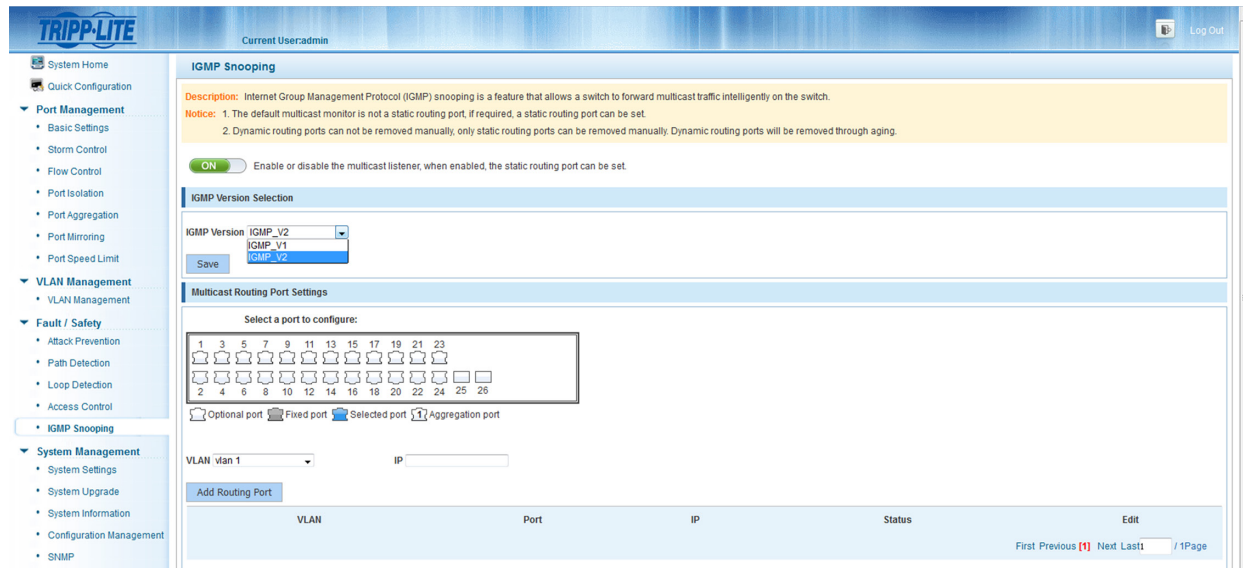 TRIPP·LITE
Current User:admin
Log Out
System Home
Quick Configuration
Port Management
Basic Settings
Storm Control
Flow Control
Port Isolation
Port Aggregation
Port Mirroring
Port Speed Limit
VLAN Management
VLAN Management
Fault / Safety
Attack Prevention
Path Detection
Loop Detection
Access Control
IGMP Snooping
System Management
System Settings
System Upgrade
System Information
Configuration Management
SNMP
IGMP Snooping
Description: Internet Group Management Protocol (IGMP) snooping is a feature that allows a switch to forward multicast traffic intelligently on the switch.
Notice: 1. The default multicast monitor is not a static routing port, if required, a static routing port can be set.
2. Dynamic routing ports can not be removed manually, only static routing ports can be removed manually. Dynamic routing ports will be removed through aging.
ON Enable or disable the multicast listener, when enabled, the static routing port can be set.
IGMP Version Selection
IGMP Version IGMP_V2
IGMP_V1
IGMP_V2
Save
Multicast Routing Port Settings
Select a port to configure:
1 3 5 7 9 11 13 15 17 19 21 23
2 4 6 8 10 12 14 16 18 20 22 24 25 26
Optional port Fixed port Selected port 1 Aggregation port
VLAN vlan 1 IP
Add Routing Port
VLAN Port IP Status Edit
First Previous [1] Next Last 1 / 1Page